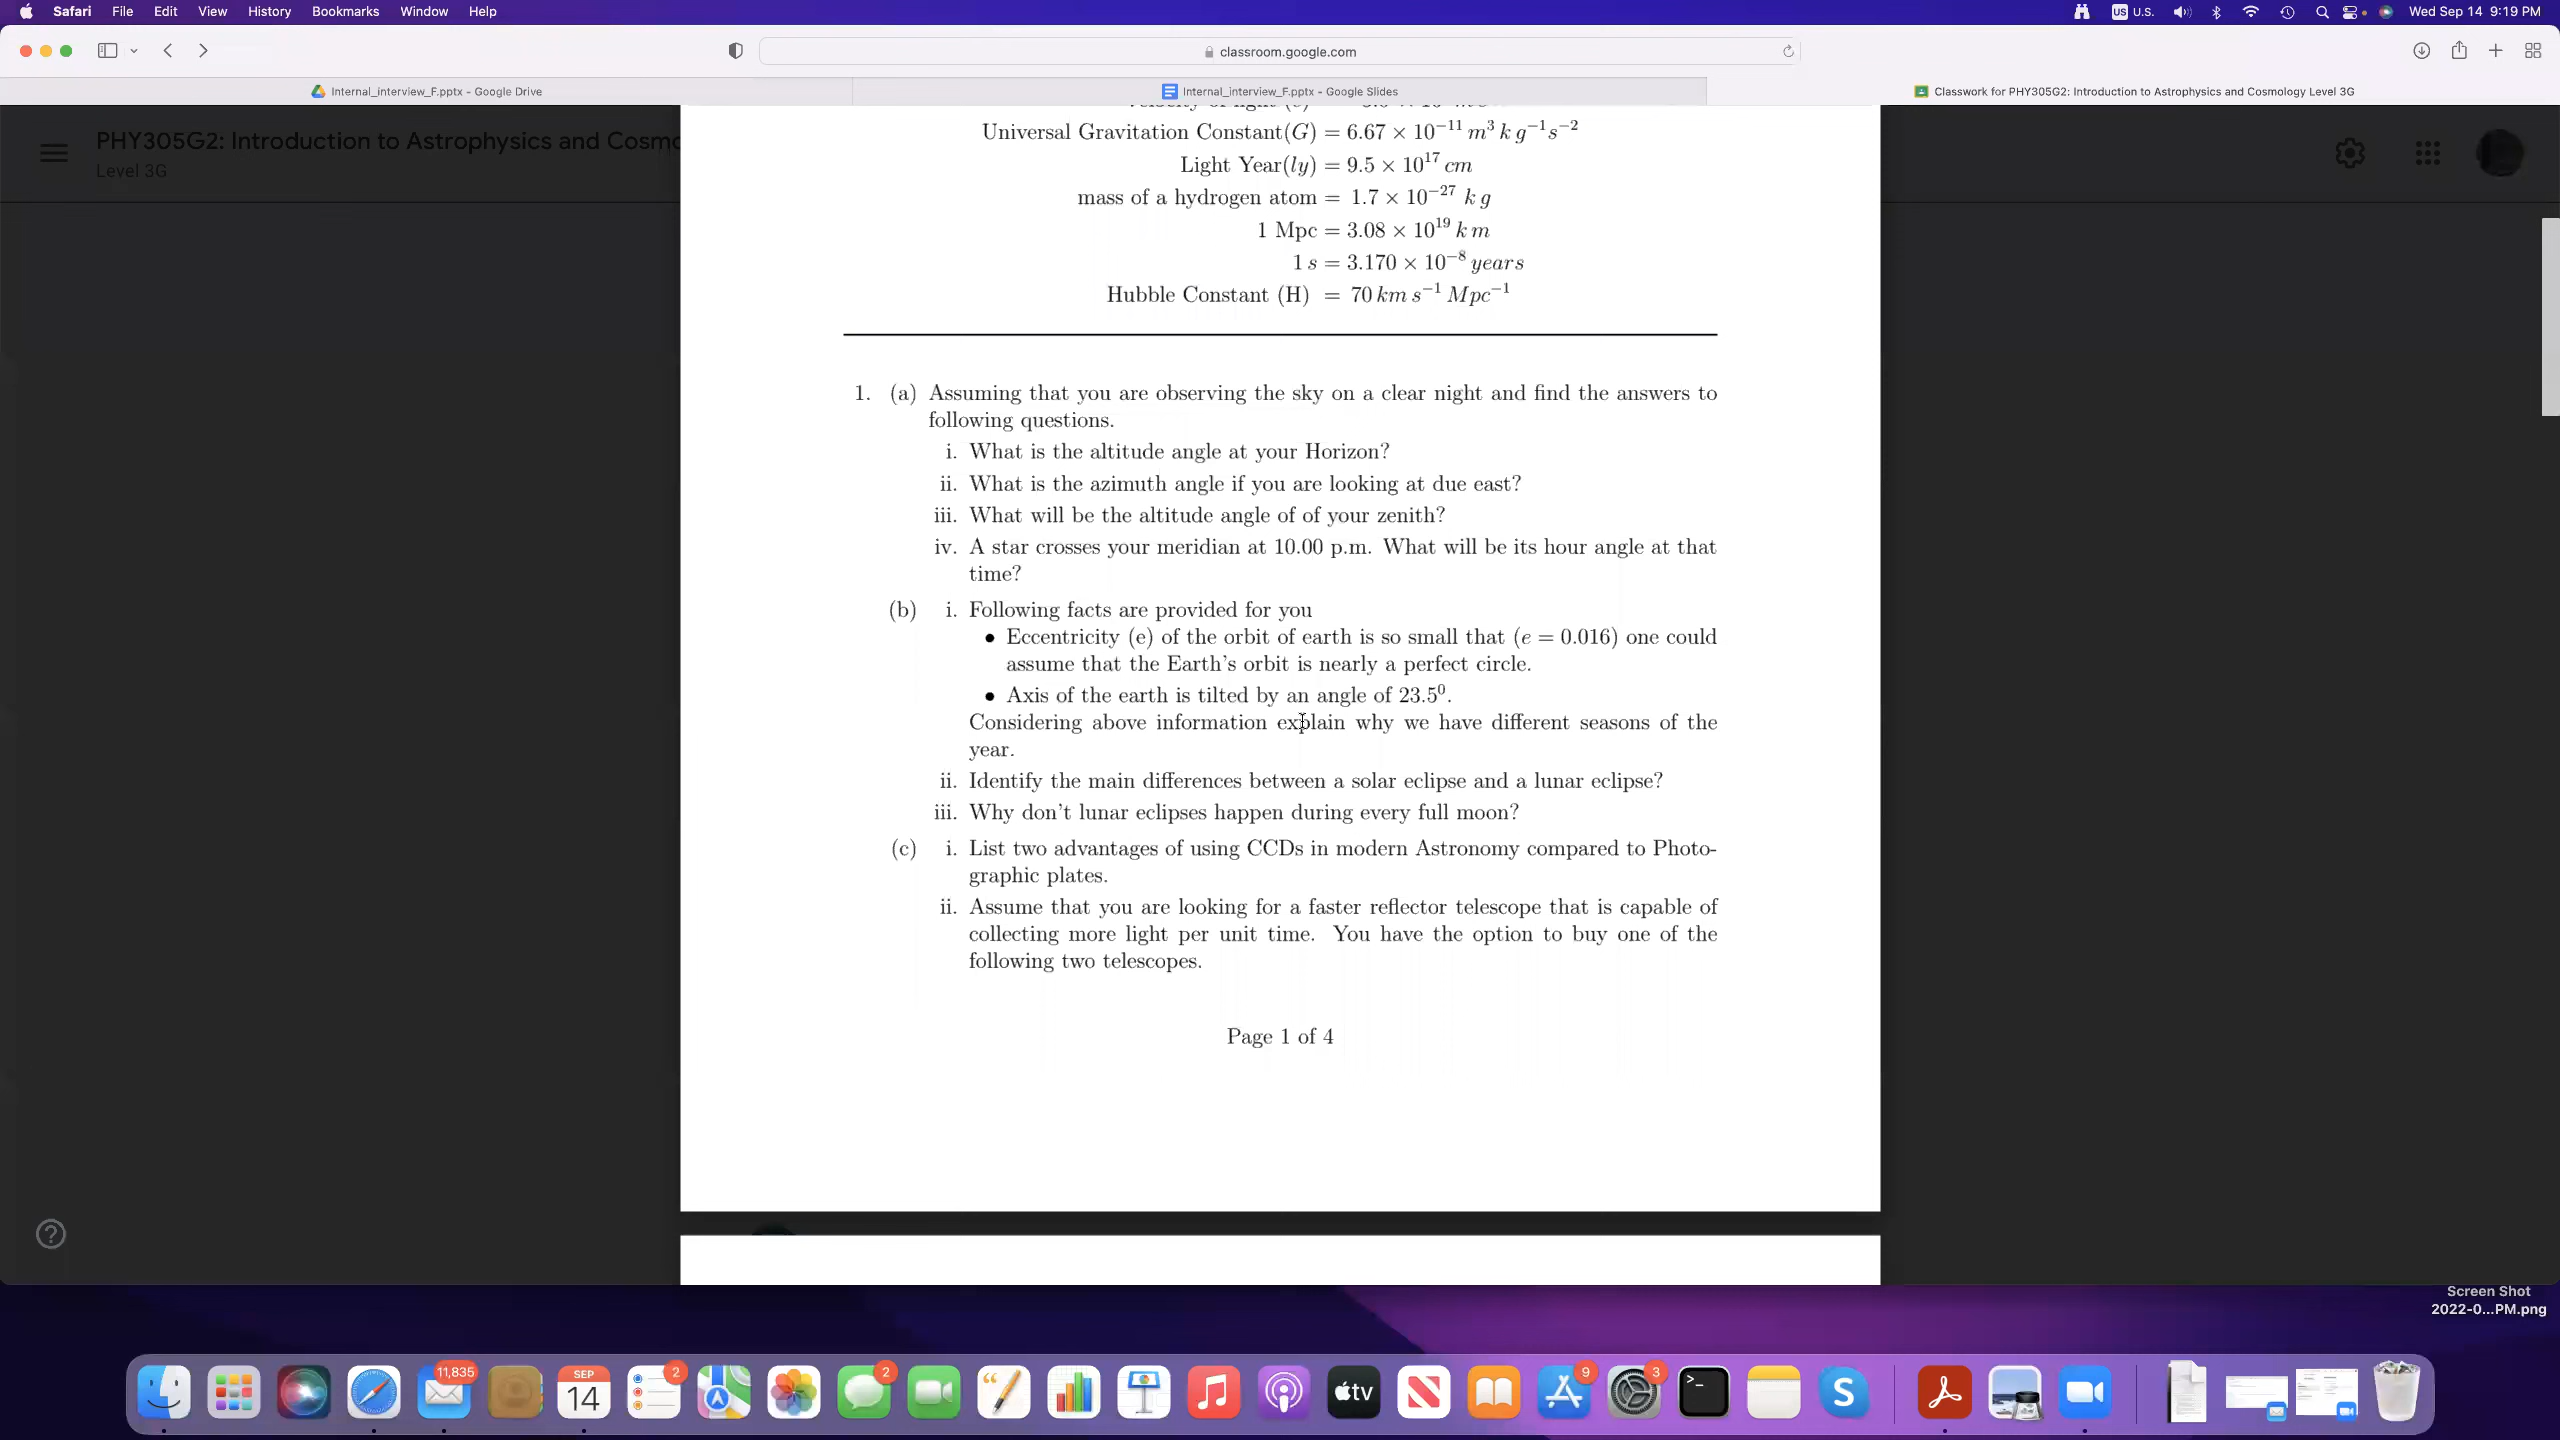 Safari File Edit View History Bookmarks Window Help
US U.S. Wed Sep 14 9:19 PM
classroom.google.com
Internal_interview_F.pptx - Google Drive
Internal_interview_F.pptx - Google Slides
Classwork for PHY305G2: Introduction to Astrophysics and Cosmology Level 3G
PHY305G2: Introduction to Astrophysics and Cosmo
Level 3G
Universal Gravitation Constant(G) = 6.67 × 10⁻¹¹ m³ k g⁻¹s⁻²
Light Year(ly) = 9.5 × 10¹⁷ cm
mass of a hydrogen atom = 1.7 × 10⁻²⁷ k g
1 Mpc = 3.08 × 10¹⁹ k m
1 s = 3.170 × 10⁻⁸ years
Hubble Constant (H) = 70 km s⁻¹ Mpc⁻¹
1. (a) Assuming that you are observing the sky on a clear night and find the answers to
following questions.
i. What is the altitude angle at your Horizon?
ii. What is the azimuth angle if you are looking at due east?
iii. What will be the altitude angle of of your zenith?
iv. A star crosses your meridian at 10.00 p.m. What will be its hour angle at that
time?
(b) i. Following facts are provided for you
• Eccentricity (e) of the orbit of earth is so small that (e = 0.016) one could
assume that the Earth's orbit is nearly a perfect circle.
• Axis of the earth is tilted by an angle of 23.5⁰.
Considering above information explain why we have different seasons of the
year.
ii. Identify the main differences between a solar eclipse and a lunar eclipse?
iii. Why don't lunar eclipses happen during every full moon?
(c) i. List two advantages of using CCDs in modern Astronomy compared to Photo-
graphic plates.
ii. Assume that you are looking for a faster reflector telescope that is capable of
collecting more light per unit time. You have the option to buy one of the
following two telescopes.
Page 1 of 4
Screen Shot
2022-0...PM.png
11,835
SEP
14
2
2
tv
9
3
>_
S